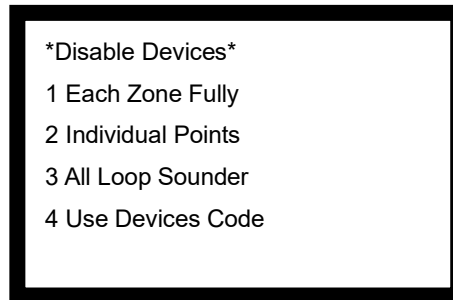 *Disable Devices*
1 Each Zone Fully
2 Individual Points
3 All Loop Sounder
4 Use Devices Code